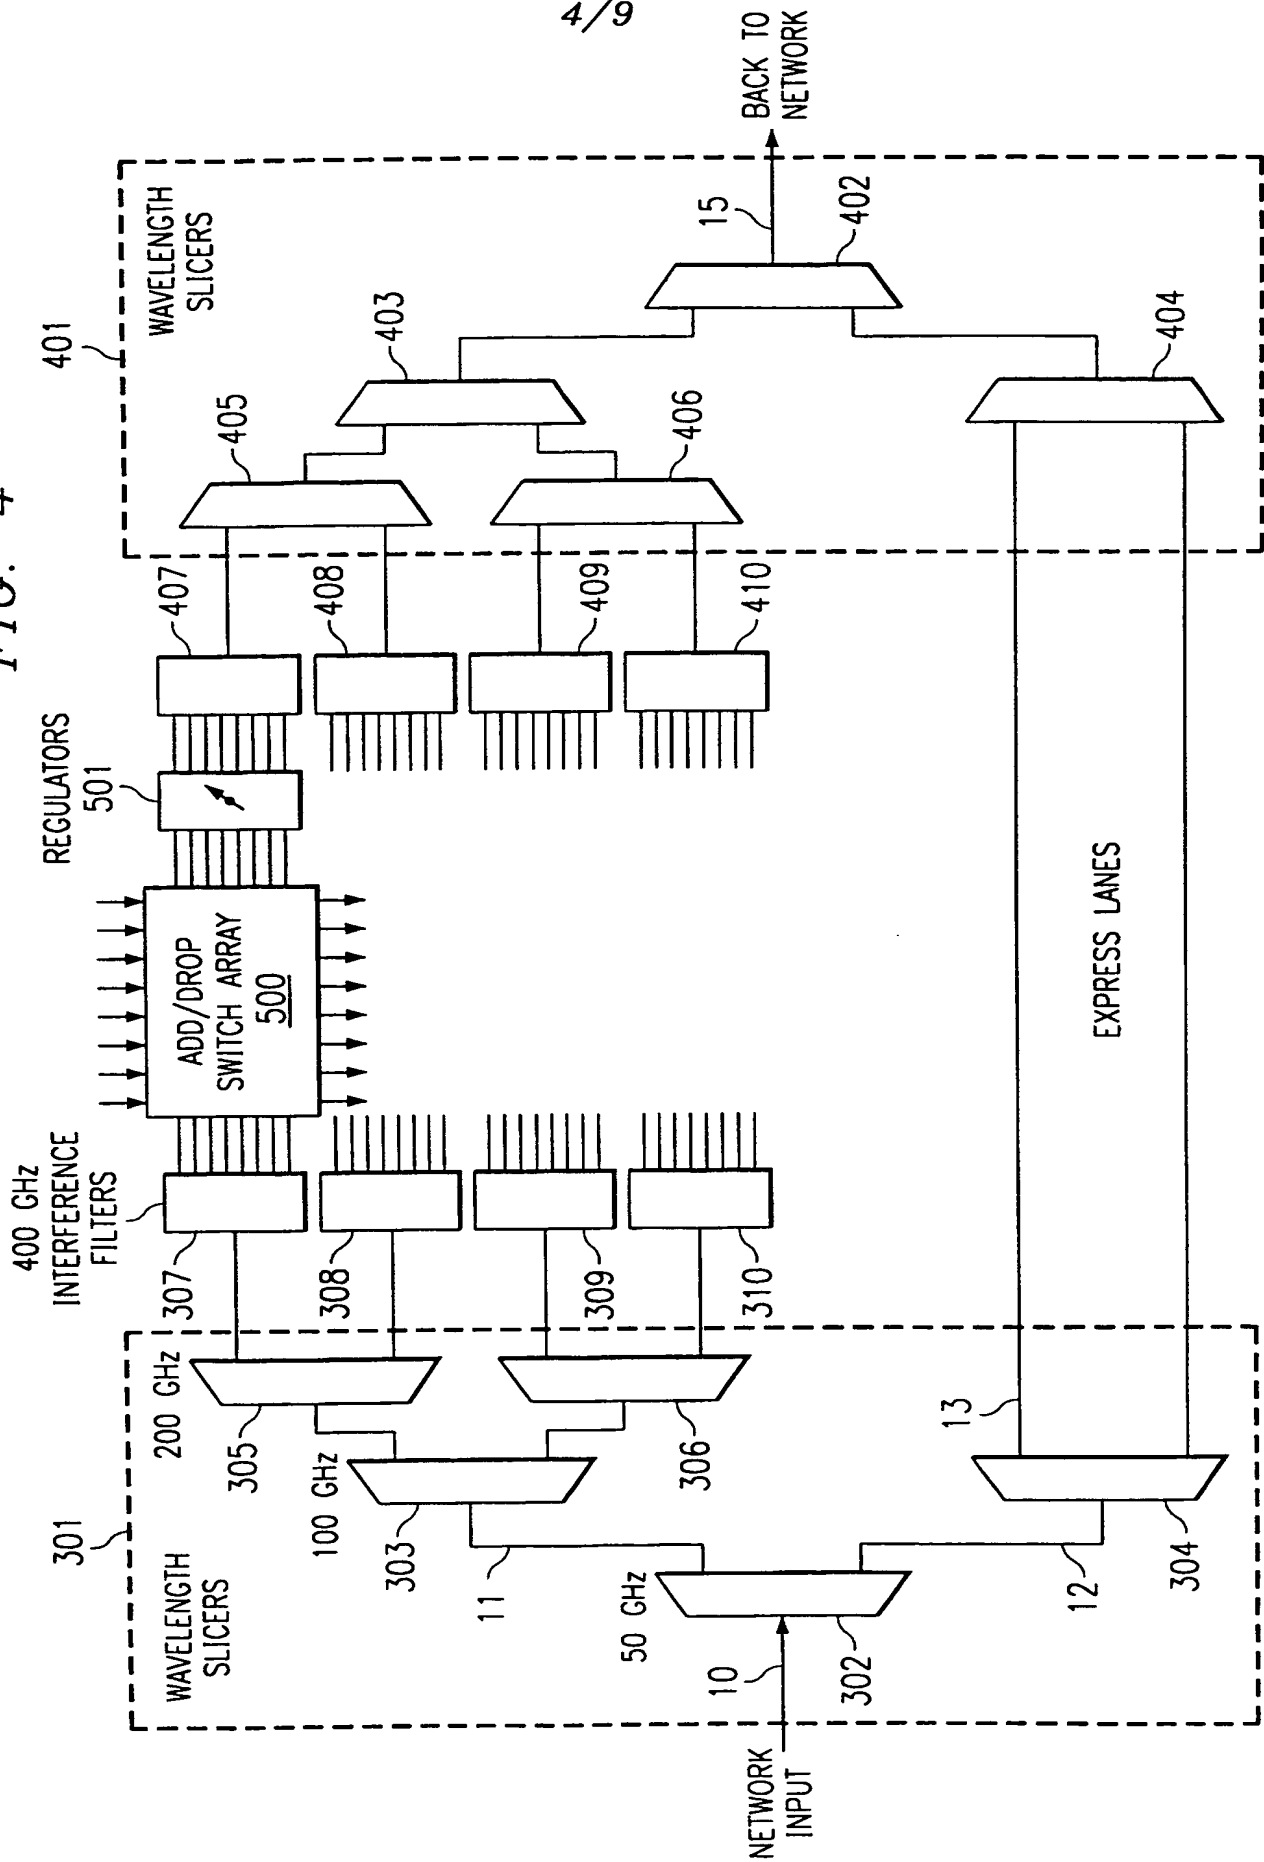 4/9
FIG. 4
WAVELENGTH
SLICERS
301
NETWORK
INPUT
10
302
50 GHz
11
12
303
100 GHz
304
13
305
200 GHz
306
307
308
309
310
400 GHz
INTERFERENCE
FILTERS
ADD/DROP
SWITCH ARRAY
500
REGULATORS
501
EXPRESS LANES
407
408
409
410
401
WAVELENGTH
SLICERS
405
406
403
404
402
15
BACK TO
NETWORK